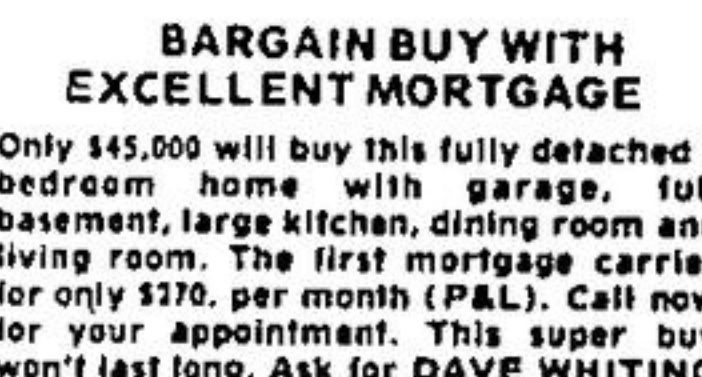 BARGAIN BUY WITH
EXCELLENT MORTGAGE
Only $45,000 will buy this fully detached
bedroom home with garage,
basement, large kitchen, dining room
living room. The first mortgage
for only per month (P&L). Call
for your appointment. This super
won't last long. Ask for DAVE